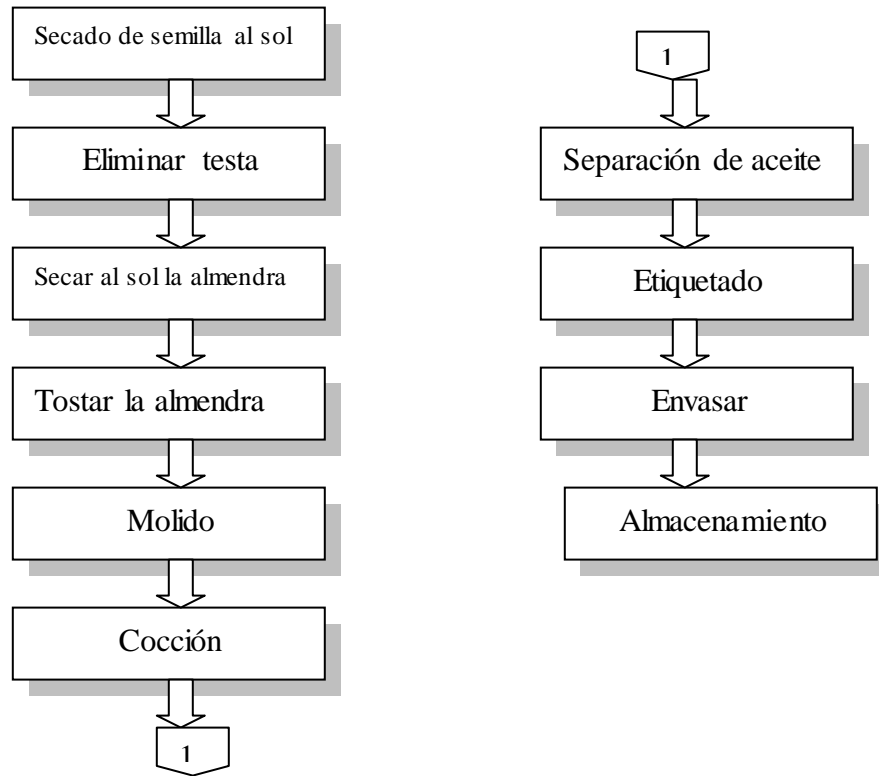 Secado de semilla al sol
Eliminar testa
Secar al sol la almendra
Tostar la almendra
Molido
Cocción
1
1
Separación de aceite
Etiquetado
Envasar
Almacenamiento